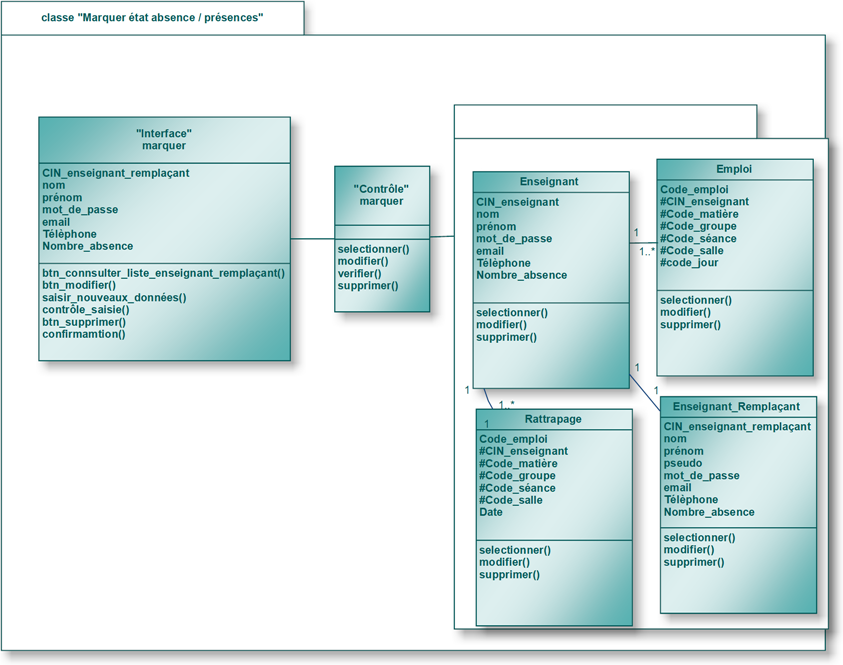 classe "Marquer état absence / présences"
"Interface"
marquer
CIN_enseignant_remplaçant
nom
prénom
mot_de_passe
email
Télèphone
Nombre_absence
btn_connsulter_liste_enseignant_remplaçant()
btn_modifier()
saisir_nouveaux_données()
contrôle_saisie()
btn_supprimer()
confirmamtion()
"Contrôle"
marquer
selectionner()
modifier()
verifier()
supprimer()
Enseignant
CIN_enseignant
nom
prénom
mot_de_passe
email
Télèphone
Nombre_absence
selectionner()
modifier()
supprimer()
1
1..*
Emploi
Code_emploi
#CIN_enseignant
#Code_matière
#Code_groupe
#Code_séance
#Code_salle
#code_jour
selectionner()
modifier()
supprimer()
1
1..*
1
Rattrapage
Code_emploi
#CIN_enseignant
#Code_matière
#Code_groupe
#Code_séance
#Code_salle
Date
selectionner()
modifier()
supprimer()
1
1
Enseignant_Remplaçant
CIN_enseignant_remplaçant
nom
prénom
pseudo
mot_de_passe
email
Télèphone
Nombre_absence
selectionner()
modifier()
supprimer()